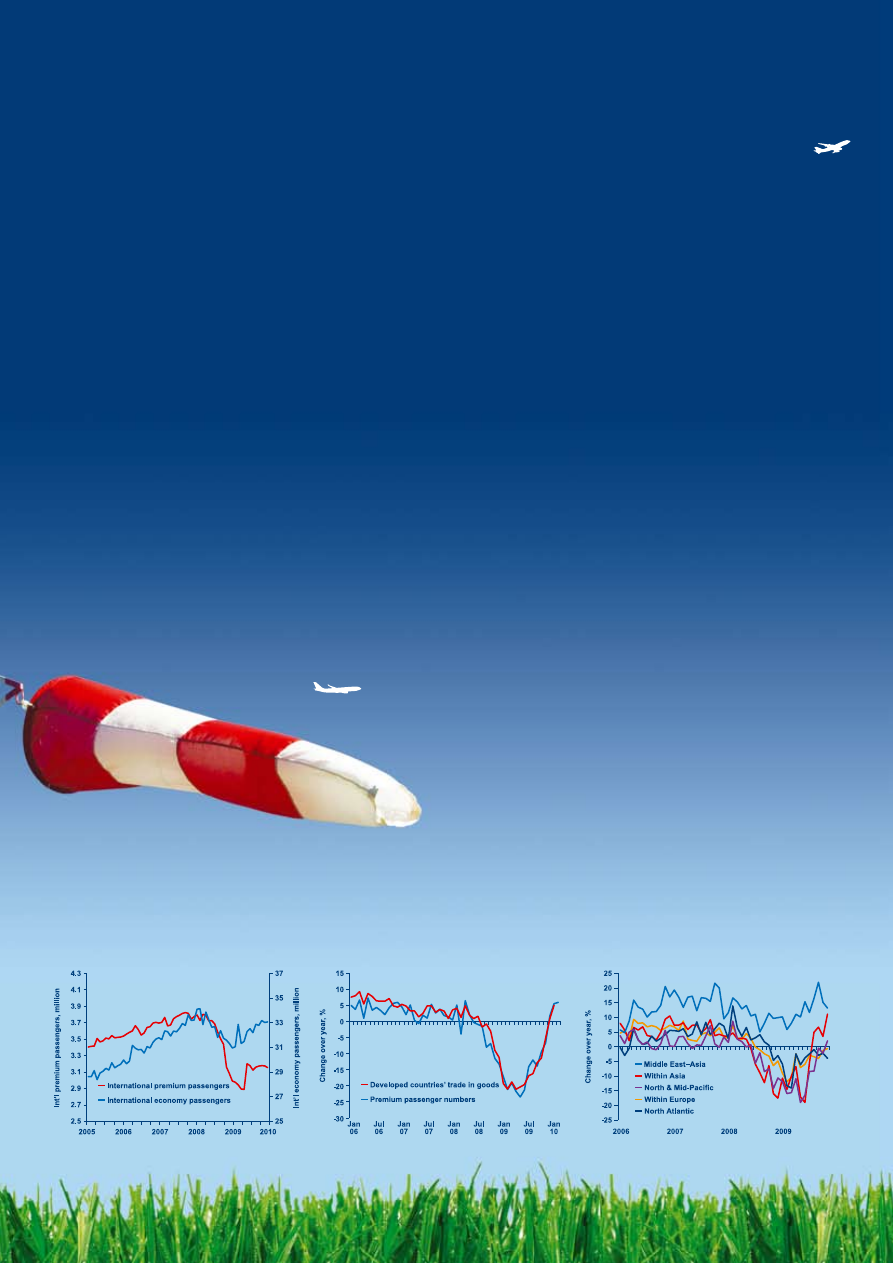 4.3
4.1
3.9
3.7
3.5
3.3
3.1
2.9
2.7
2.5
Int'l premium passengers, million
37
35
33
31
29
27
25
Int'l economy passengers, million
International premium passengers
International economy passengers
2005 2006 2007 2008 2009 2010
15
10
5
0
-5
-10
-15
-20
-25
-30
Change over year, %
Developed countries' trade in goods
Premium passenger numbers
Jan Jul Jan Jul Jan Jul Jan Jul Jan
06 06 07 07 08 08 09 09 10
25
20
15
10
5
0
-5
-10
-15
-20
-25
Change over year, %
Middle East–Asia
Within Asia
North & Mid-Pacific
Within Europe
North Atlantic
2006 2007 2008 2009